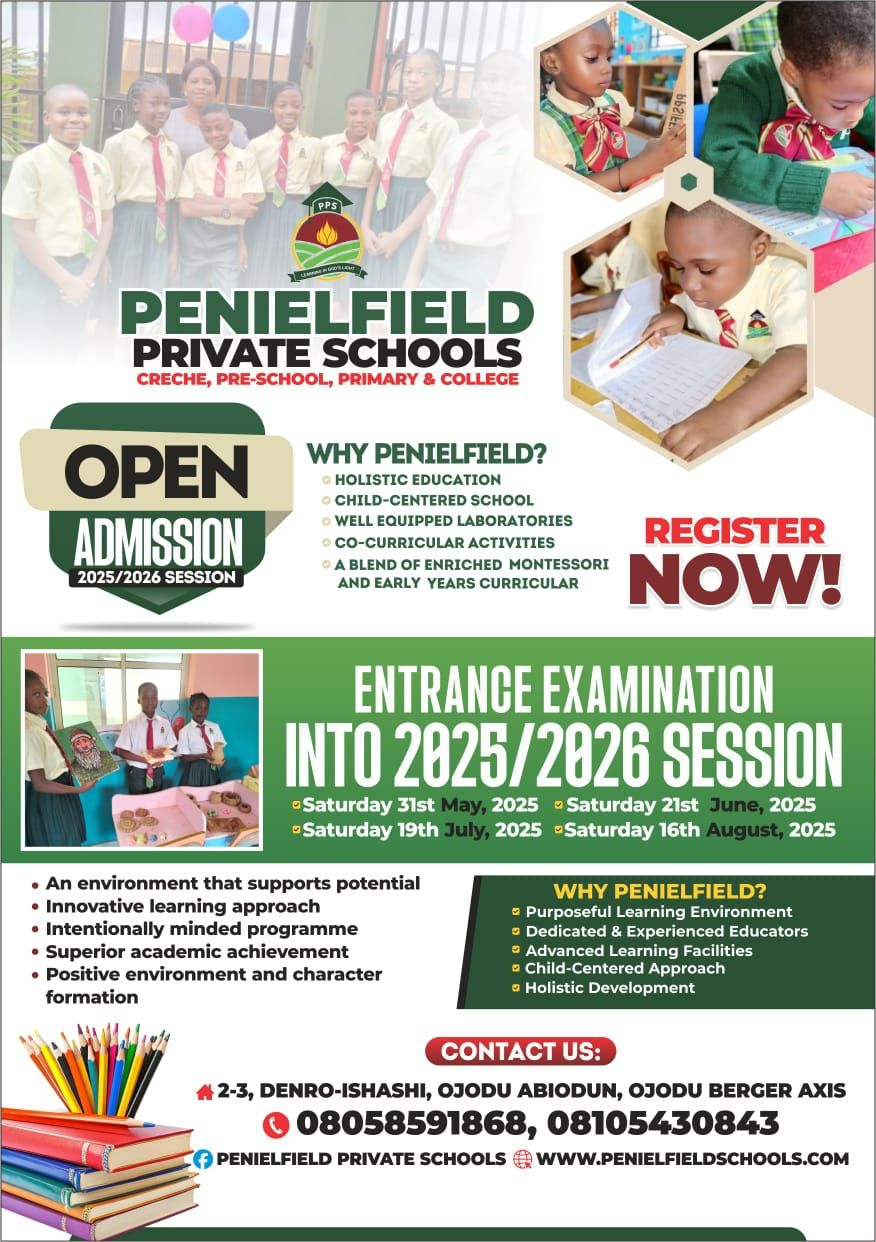 PPS
LEARNING IN GOD'S LIGHT
PENIELFIELD
PRIVATE SCHOOLS
CRECHE, PRE-SCHOOL, PRIMARY & COLLEGE
OPEN
ADMISSION
2025/2026 SESSION
WHY PENIELFIELD?
HOLISTIC EDUCATION
CHILD-CENTERED SCHOOL
WELL EQUIPPED LABORATORIES
CO-CURRICULAR ACTIVITIES
A BLEND OF ENRICHED MONTESSORI
AND EARLY YEARS CURRICULAR
REGISTER
NOW!
ENTRANCE EXAMINATION
INTO 2025/2026 SESSION
Saturday 31st May, 2025 Saturday 21st June, 2025
Saturday 19th July, 2025 Saturday 16th August, 2025
• An environment that supports potential
• Innovative learning approach
• Intentionally minded programme
• Superior academic achievement
• Positive environment and character
formation
WHY PENIELFIELD?
Purposeful Learning Environment
Dedicated & Experienced Educators
Advanced Learning Facilities
Child-Centered Approach
Holistic Development
CONTACT US:
2-3, DENRO-ISHASHI, OJODU ABIODUN, OJODU BERGER AXIS
08058591868, 08105430843
PENIELFIELD PRIVATE SCHOOLS WWW.PENIELFIELDSCHOOLS.COM